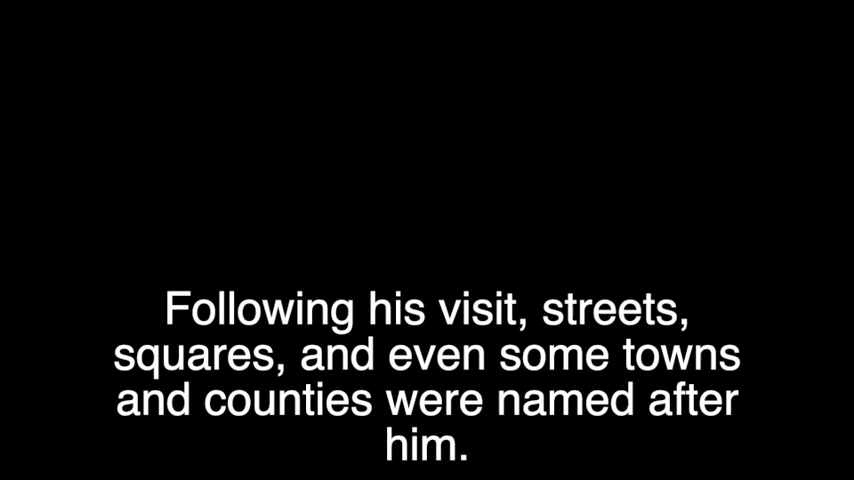 Following his visit, streets,
squares, and even some towns
and counties were named after
him.